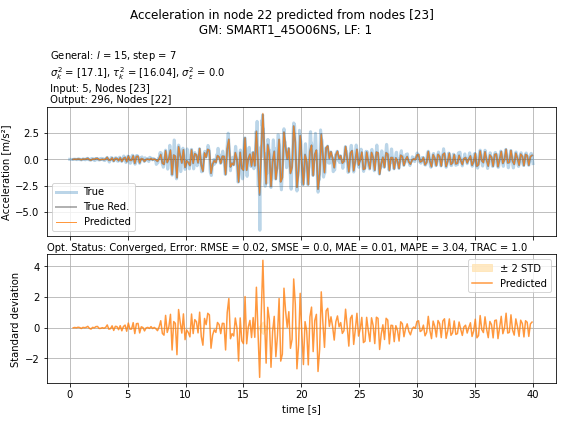 Acceleration in node 22 predicted from nodes [23]
GM: SMART1_45O06NS, LF: 1
General: l = 15, step = 7
σ²ₖ = [17.1], τ²ₖ = [16.04], σ²ε = 0.0
Input: 5, Nodes [23]
Output: 296, Nodes [22]
Acceleration [m/s²]
2.5
0.0
−2.5
−5.0
True
True Red.
Predicted
Opt. Status: Converged, Error: RMSE = 0.02, SMSE = 0.0, MAE = 0.01, MAPE = 3.04, TRAC = 1.0
Standard deviation
4
2
0
−2
± 2 STD
Predicted
0 5 10 15 20 25 30 35 40
time [s]